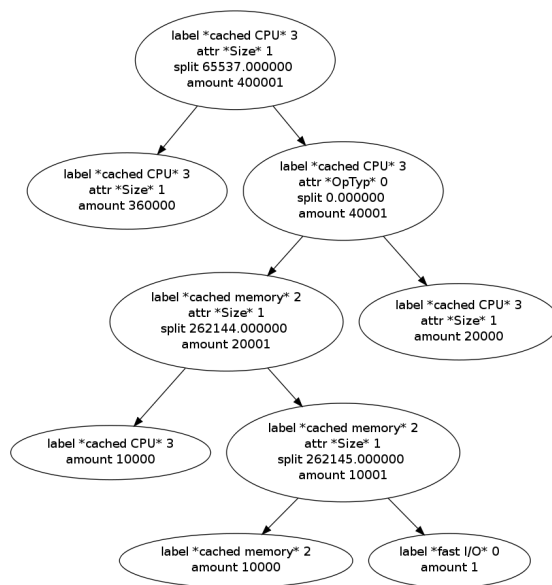 label *cached CPU* 3
attr *Size* 1
split 65537.000000
amount 400001
label *cached CPU* 3
attr *Size* 1
amount 360000
label *cached CPU* 3
attr *OpTyp* 0
split 0.000000
amount 40001
label *cached memory* 2
attr *Size* 1
split 262144.000000
amount 20001
label *cached CPU* 3
attr *Size* 1
amount 20000
label *cached CPU* 3
amount 10000
label *cached memory* 2
attr *Size* 1
split 262145.000000
amount 10001
label *cached memory* 2
amount 10000
label *fast I/O* 0
amount 1